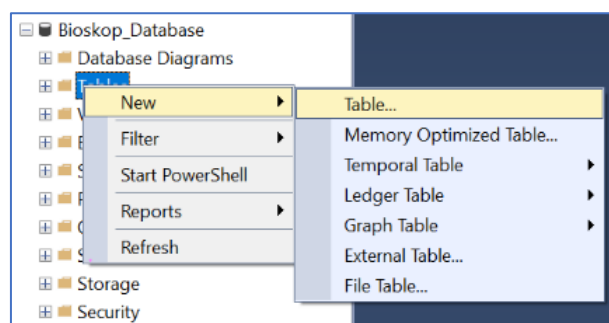 Bioskop_Database
Database Diagrams
Tables
New
Filter
Start PowerShell
Reports
Refresh
Table...
Memory Optimized Table...
Temporal Table
Ledger Table
Graph Table
External Table...
File Table...
Storage
Security